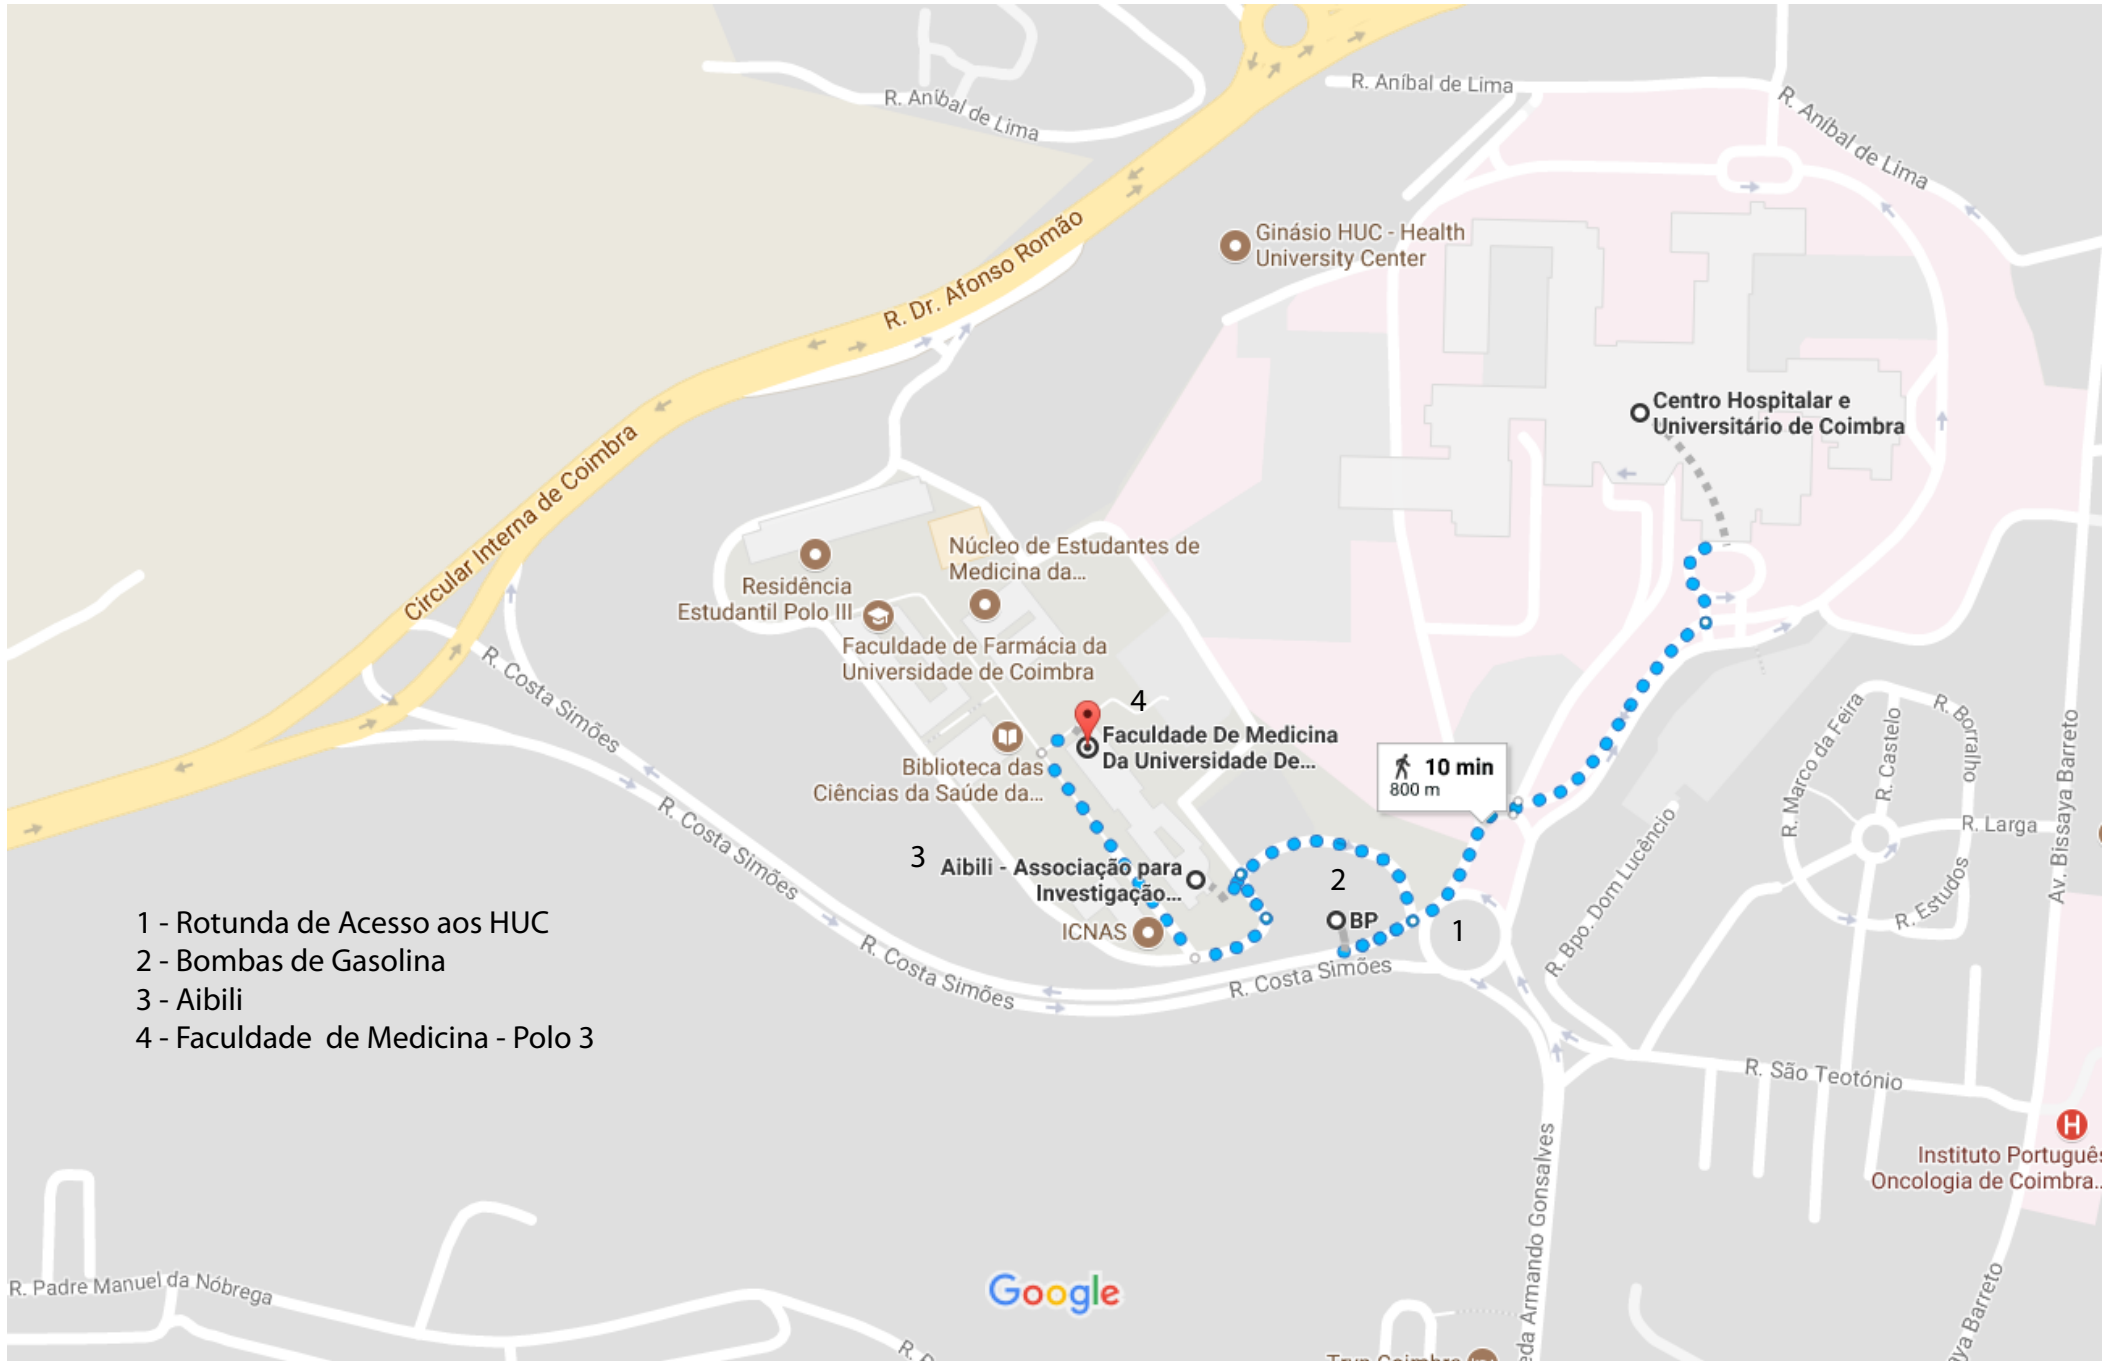 R. Aníbal de Lima
R. Aníbal de Lima
R. Aníbal de Lima
R. Dr. Afonso Romão
Ginásio HUC - Health
University Center
Centro Hospitalar e
Universitário de Coimbra
Circular Interna de Coimbra
Núcleo de Estudantes de
Medicina da...
Residência
Estudantil Polo III
Faculdade de Farmácia da
Universidade de Coimbra
R. Costa Simões
4
Faculdade De Medicina
Da Universidade De...
Biblioteca das
Ciências da Saúde da...
10 min
800 m
R. Marco da Feira
R. Castelo
R. Borralho
R. Larga
R. Estudos
Av. Bissaya Barreto
R. Bpo. Dom Lucêncio
R. Costa Simões
3
Aibili - Associação para
Investigação...
2
BP
1
ICNAS
R. Costa Simões
R. Costa Simões
1 - Rotunda de Acesso aos HUC
2 - Bombas de Gasolina
3 - Aibili
4 - Faculdade de Medicina - Polo 3
R. São Teotónio
H
Instituto Português
Oncologia de Coimbra...
eda Armando Gonsalves
aya Barreto
R. Padre Manuel da Nóbrega
Google
Tryp Coimbra